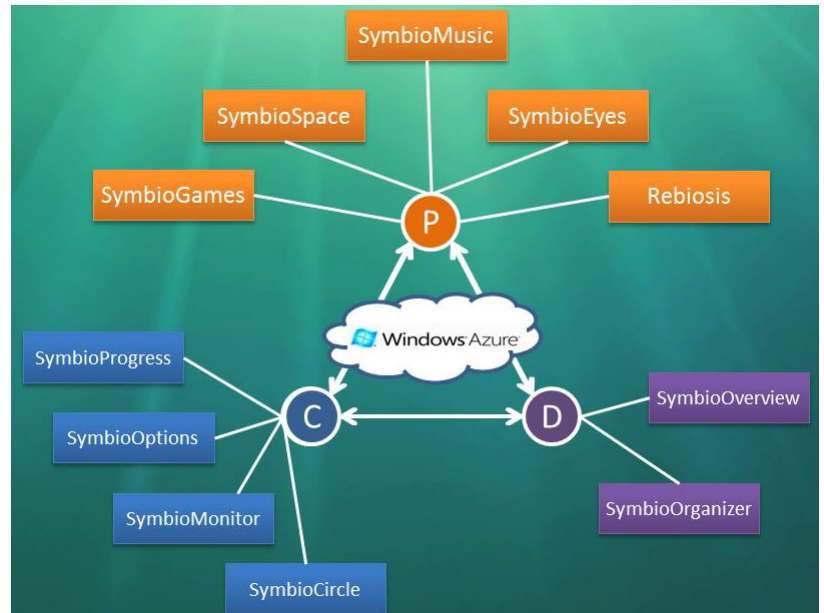 SymbioMusic
SymbioSpace
SymbioEyes
SymbioGames
Rebiosis
P
Windows Azure
SymbioProgress
C
D
SymbioOverview
SymbioOptions
SymbioOrganizer
SymbioMonitor
SymbioCircle